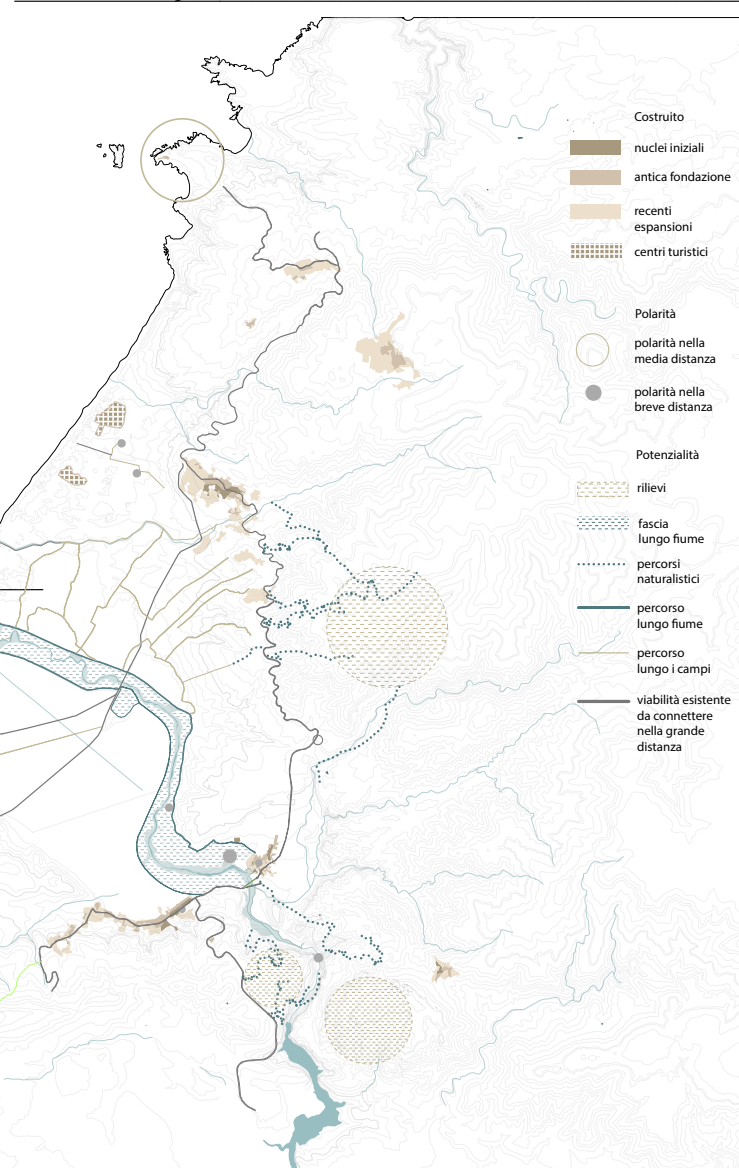 Costruito
nuclei iniziali
antica fondazione
recenti
espansioni
centri turistici
Polarità
polarità nella
media distanza
polarità nella
breve distanza
Potenzialità
rilievi
fascia
lungo fiume
percorsi
naturalistici
percorso
lungo fiume
percorso
lungo i campi
viabilità esistente
da connettere
nella grande
distanza